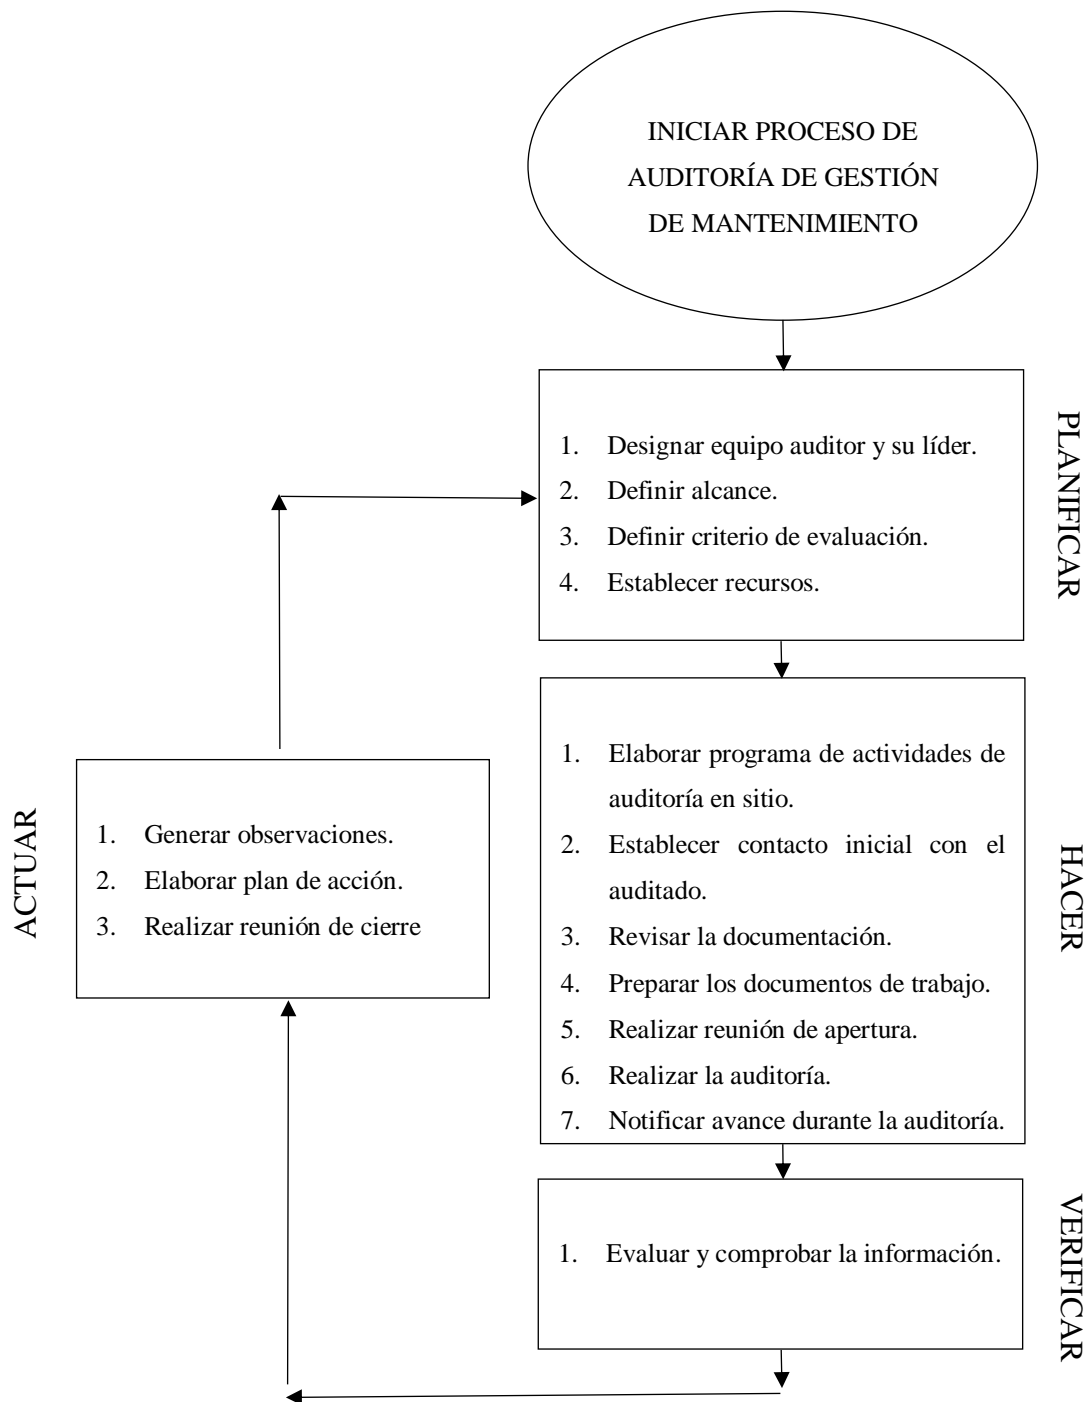 INICIAR PROCESO DE
AUDITORÍA DE GESTIÓN
DE MANTENIMIENTO
PLANIFICAR
1. Designar equipo auditor y su líder.
2. Definir alcance.
3. Definir criterio de evaluación.
4. Establecer recursos.
HACER
1. Elaborar programa de actividades de
auditoría en sitio.
2. Establecer contacto inicial con el
auditado.
3. Revisar la documentación.
4. Preparar los documentos de trabajo.
5. Realizar reunión de apertura.
6. Realizar la auditoría.
7. Notificar avance durante la auditoría.
VERIFICAR
1. Evaluar y comprobar la información.
ACTUAR
1. Generar observaciones.
2. Elaborar plan de acción.
3. Realizar reunión de cierre